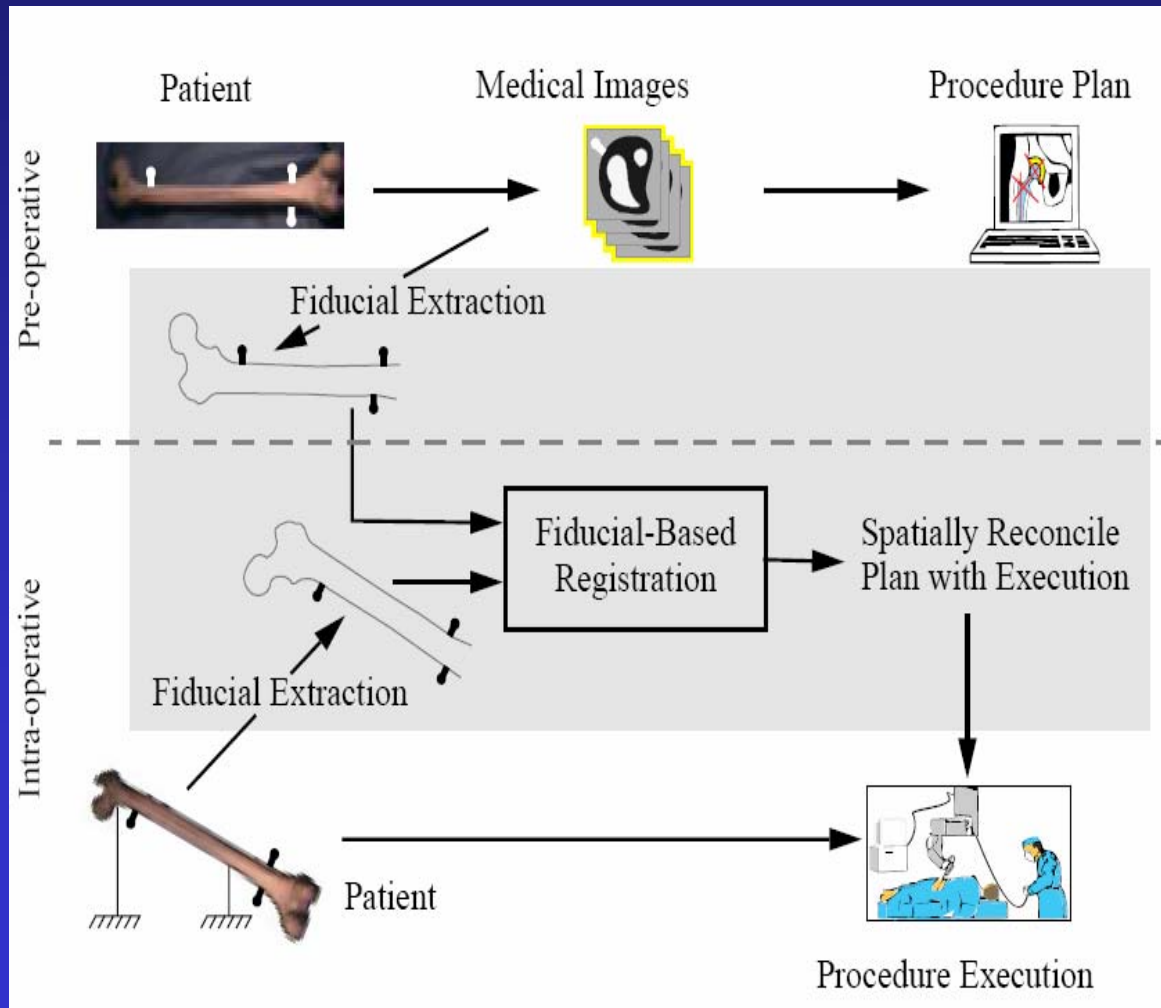 Patient
Medical Images
Procedure Plan
Pre-operative
Fiducial Extraction
Fiducial-Based
Registration
Spatially Reconcile
Plan with Execution
Intra-operative
Fiducial Extraction
Patient
Procedure Execution